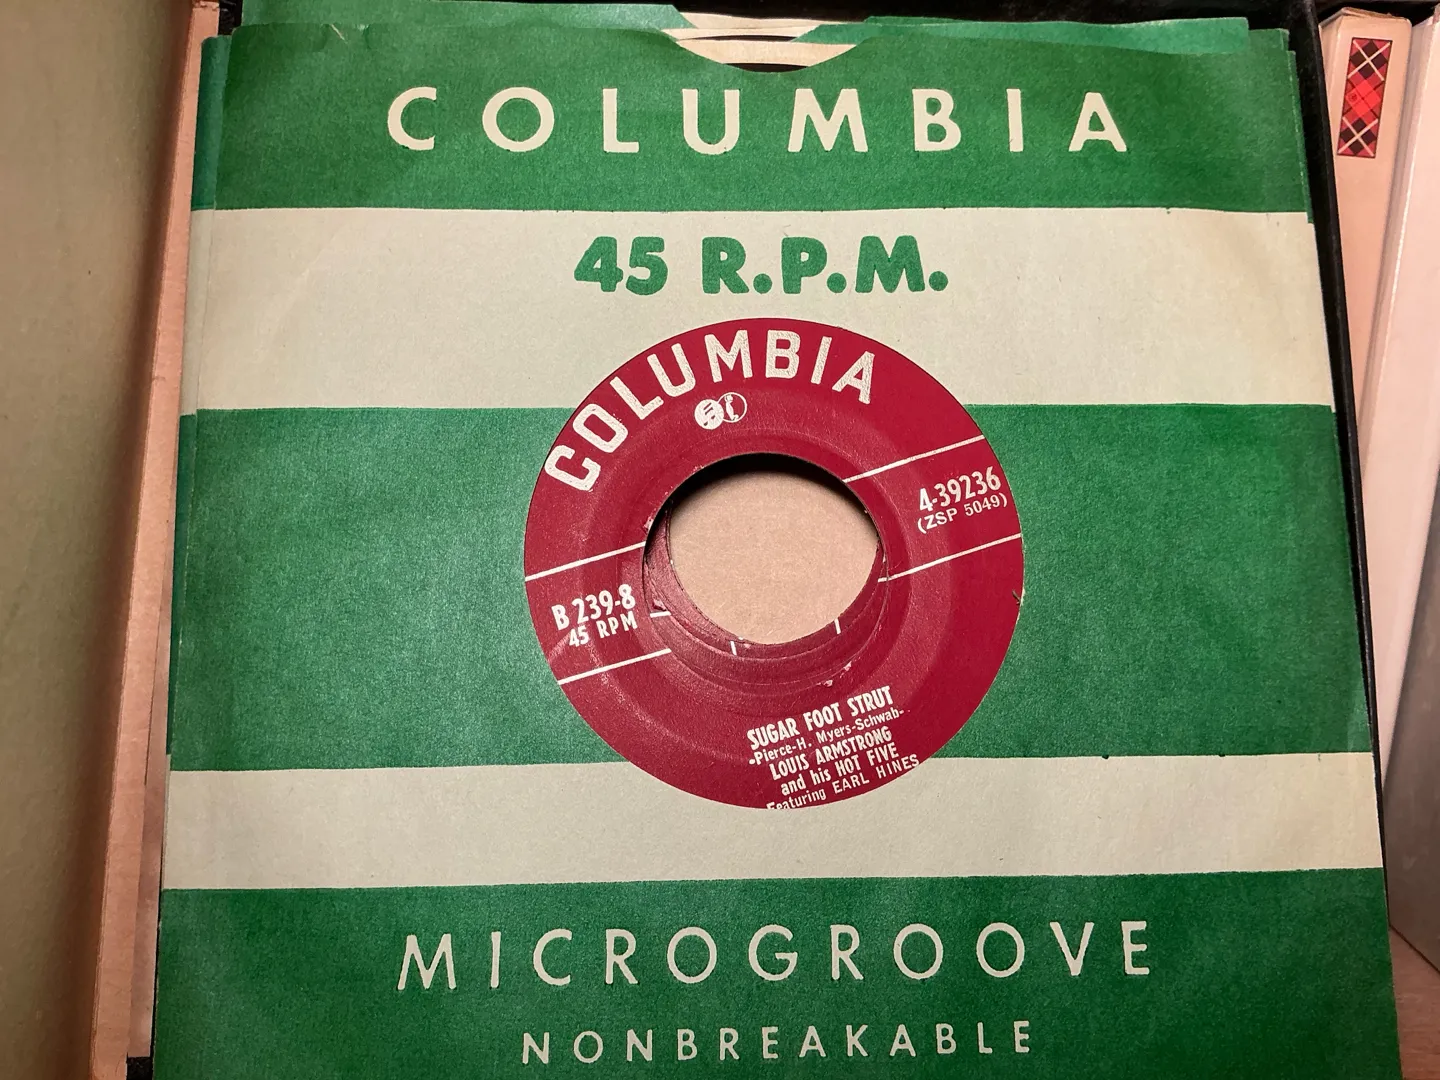 COLUMBIA
45 R.P.M.
COLUMBIA
4-39236
(ZSP 5049)
B 239-8
45 RPM
SUGAR FOOT STRUT
-Pierce-H. Myers-Schwab-
LOUIS ARMSTRONG
and his HOT FIVE
Featuring EARL HINES
MICROGROOVE
NONBREAKABLE